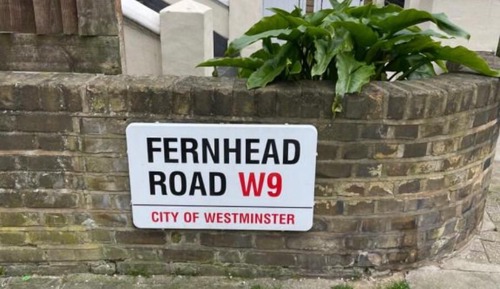 FERNHEAD
ROAD W9
CITY OF WESTMINSTER